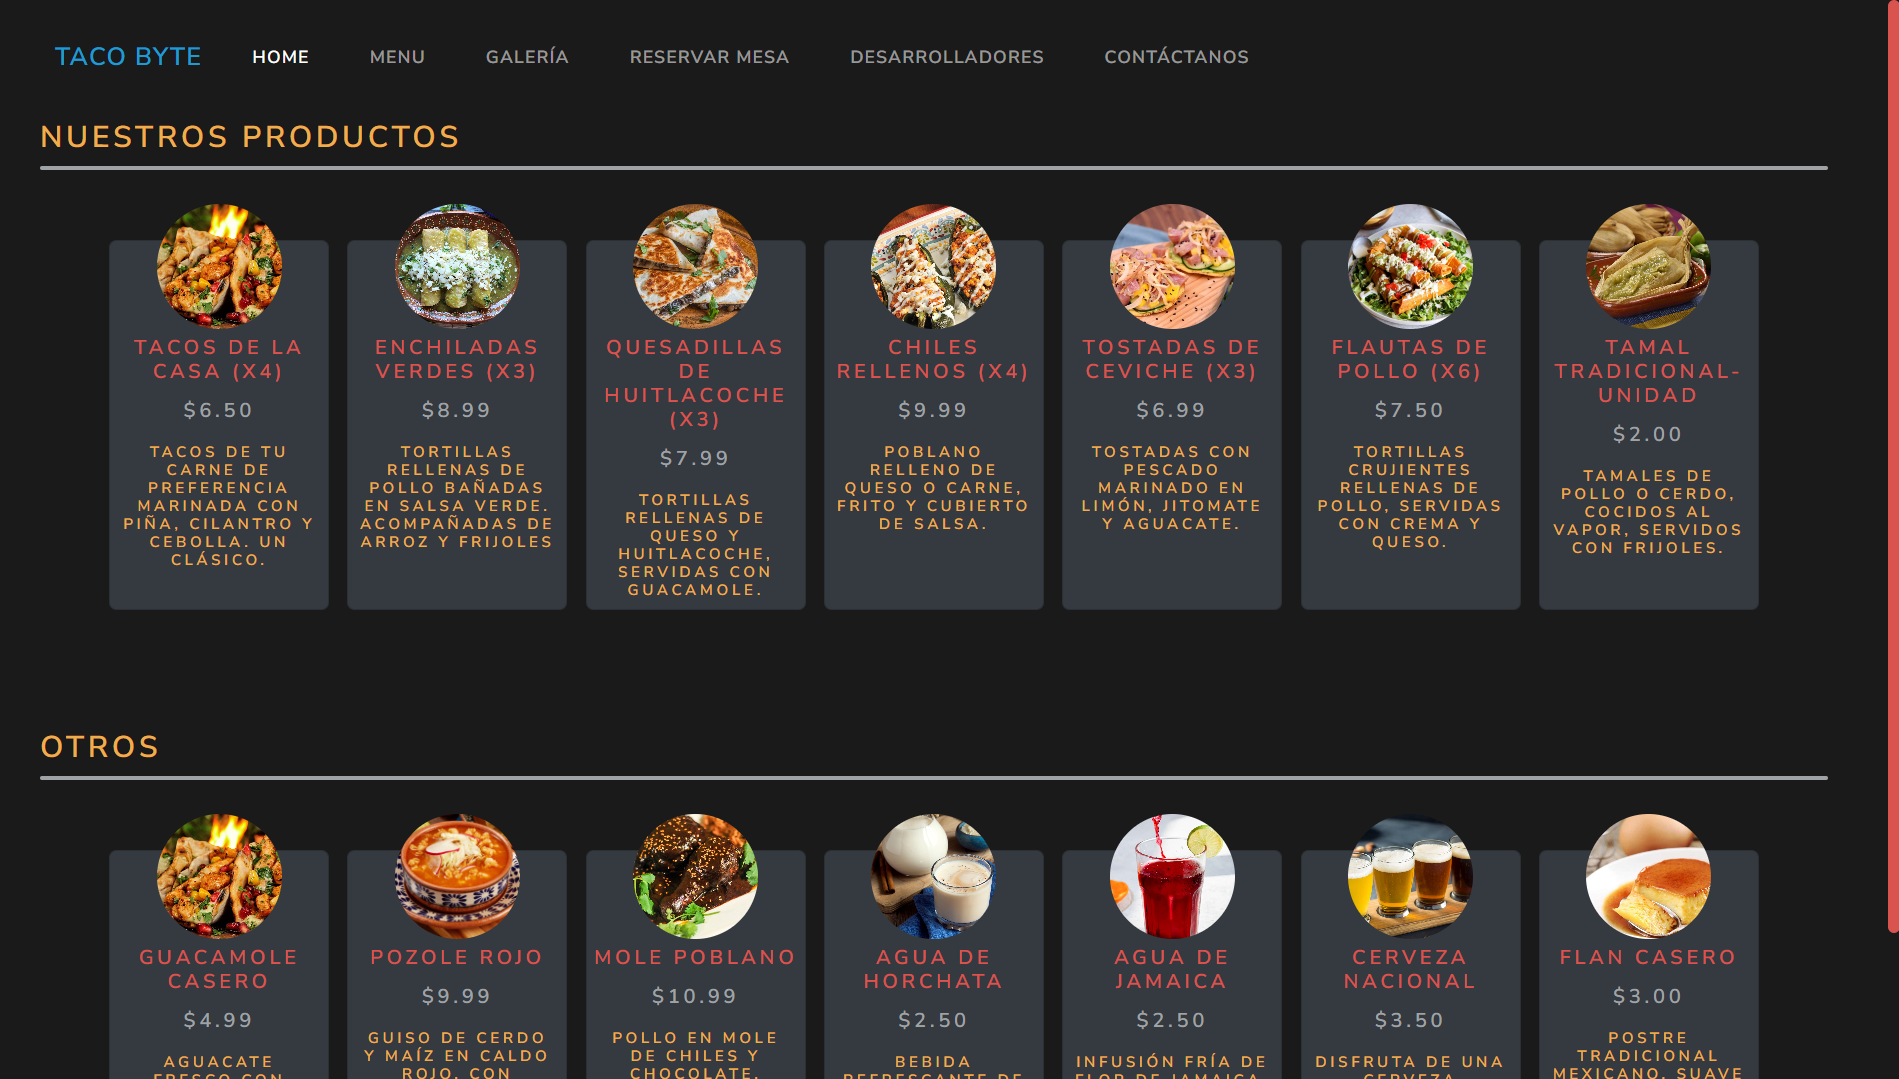 TACO BYTE HOME MENU GALERÍA RESERVAR MESA DESARROLLADORES CONTÁCTANOS
NUESTROS PRODUCTOS
TACOS DE LA
CASA (X4)
$6.50
TACOS DE TU
CARNE DE
PREFERENCIA
MARINADA CON
PIÑA, CILANTRO Y
CEBOLLA. UN
CLÁSICO.
ENCHILADAS
VERDES (X3)
$8.99
TORTILLAS
RELLENAS DE
POLLO BAÑADAS
EN SALSA VERDE.
ACOMPAÑADAS DE
ARROZ Y FRIJOLES
QUESADILLAS
DE
HUITLACOCHE
(X3)
$7.99
TORTILLAS
RELLENAS DE
QUESO Y
HUITLACOCHE,
SERVIDAS CON
GUACAMOLE.
CHILES
RELLENOS (X4)
$9.99
POBLANO
RELLENO DE
QUESO O CARNE,
FRITO Y CUBIERTO
DE SALSA.
TOSTADAS DE
CEVICHE (X3)
$6.99
TOSTADAS CON
PESCADO
MARINADO EN
LIMÓN, JITOMATE
Y AGUACATE.
FLAUTAS DE
POLLO (X6)
$7.50
TORTILLAS
CRUJIENTES
RELLENAS DE
POLLO, SERVIDAS
CON CREMA Y
QUESO.
TAMAL
TRADICIONAL-
UNIDAD
$2.00
TAMALES DE
POLLO O CERDO,
COCIDOS AL
VAPOR, SERVIDOS
CON FRIJOLES.
OTROS
GUACAMOLE
CASERO
$4.99
AGUACATE
FRESCO CON
POZOLE ROJO
$9.99
GUISO DE CERDO
Y MAÍZ EN CALDO
ROJO, CON
MOLE POBLANO
$10.99
POLLO EN MOLE
DE CHILES Y
CHOCOLATE,
AGUA DE
HORCHATA
$2.50
BEBIDA
REFRESCANTE DE
AGUA DE
JAMAICA
$2.50
INFUSIÓN FRÍA DE
FLOR DE JAMAICA,
CERVEZA
NACIONAL
$3.50
DISFRUTA DE UNA
CERVEZA
FLAN CASERO
$3.00
POSTRE
TRADICIONAL
MEXICANO, SUAVE